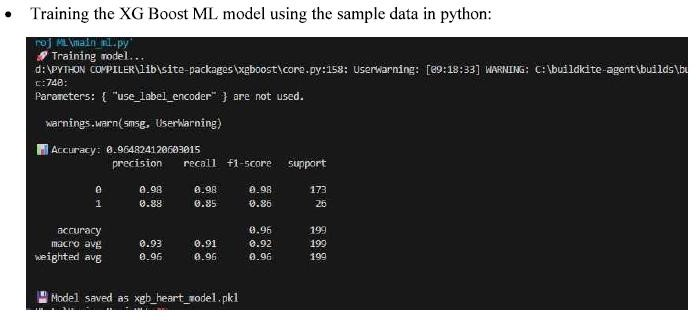 • Training the XG Boost ML model using the sample data in python:
roj ML\main_ml.py'
🚀 Training model...
d:\PYTHON COMPILER\lib\site-packages\xgboost\core.py:158: UserWarning: [09:18:33] WARNING: C:\buildkite-agent\builds\bu
c:740:
Parameters: { "use_label_encoder" } are not used.
warnings.warn(smsg, UserWarning)
📊 Accuracy: 0.964824120603015
precision recall f1-score support
0 0.98 0.98 0.98 173
1 0.88 0.85 0.86 26
accuracy 0.96 199
macro avg 0.93 0.91 0.92 199
weighted avg 0.96 0.96 0.96 199
💾 Model saved as xgb_heart_model.pkl